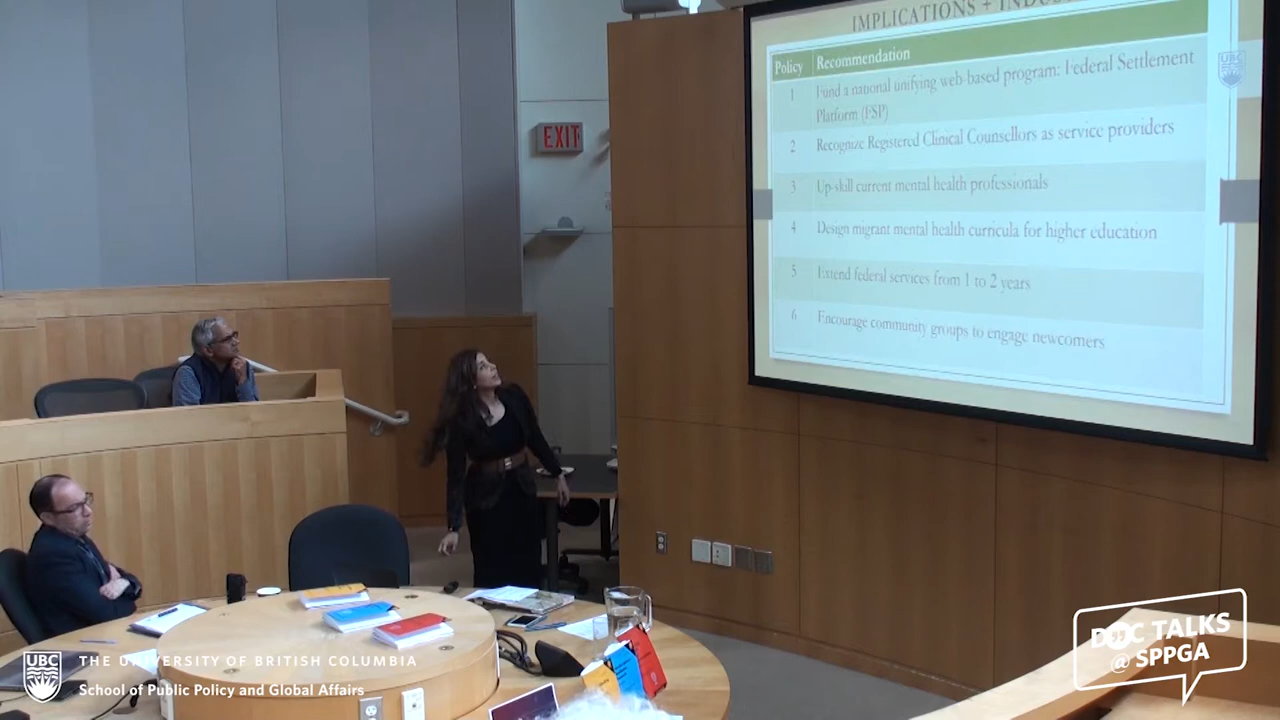 IMPLICATIONS +
Policy Recommendation
1 Fund a national unifying web-based program: Federal Settlement
Platform (FSP)
2 Recognize Registered Clinical Counsellors as service providers
3 Up-skill current mental health professionals
4 Design migrant mental health curricula for higher education
5 Extend federal services from 1 to 2 years
6 Encourage community groups to engage newcomers
UBC
EXIT
UBC
THE UNIVERSITY OF BRITISH COLUMBIA
School of Public Policy and Global Affairs
DOC TALKS
@ SPPGA